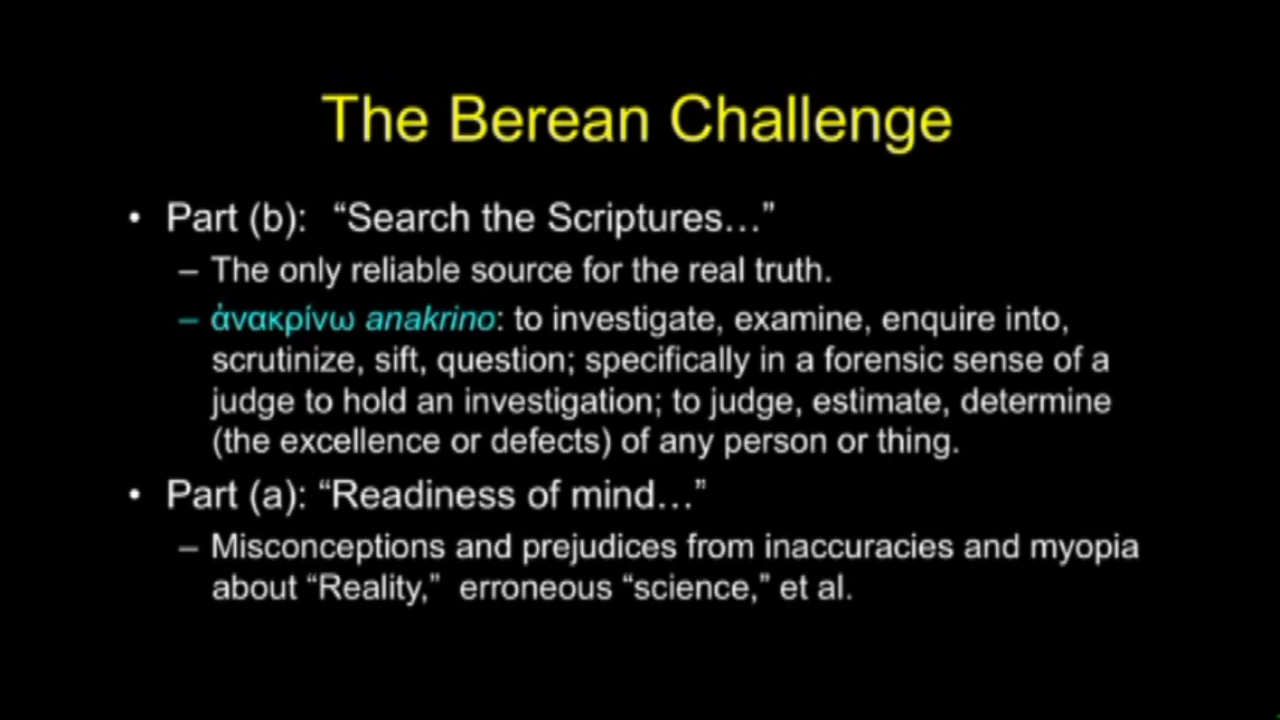 The Berean Challenge
• Part (b): “Search the Scriptures…”
– The only reliable source for the real truth.
– ἀνακρίνω anakrino: to investigate, examine, enquire into,
scrutinize, sift, question; specifically in a forensic sense of a
judge to hold an investigation; to judge, estimate, determine
(the excellence or defects) of any person or thing.
• Part (a): “Readiness of mind…”
– Misconceptions and prejudices from inaccuracies and myopia
about “Reality,” erroneous “science,” et al.